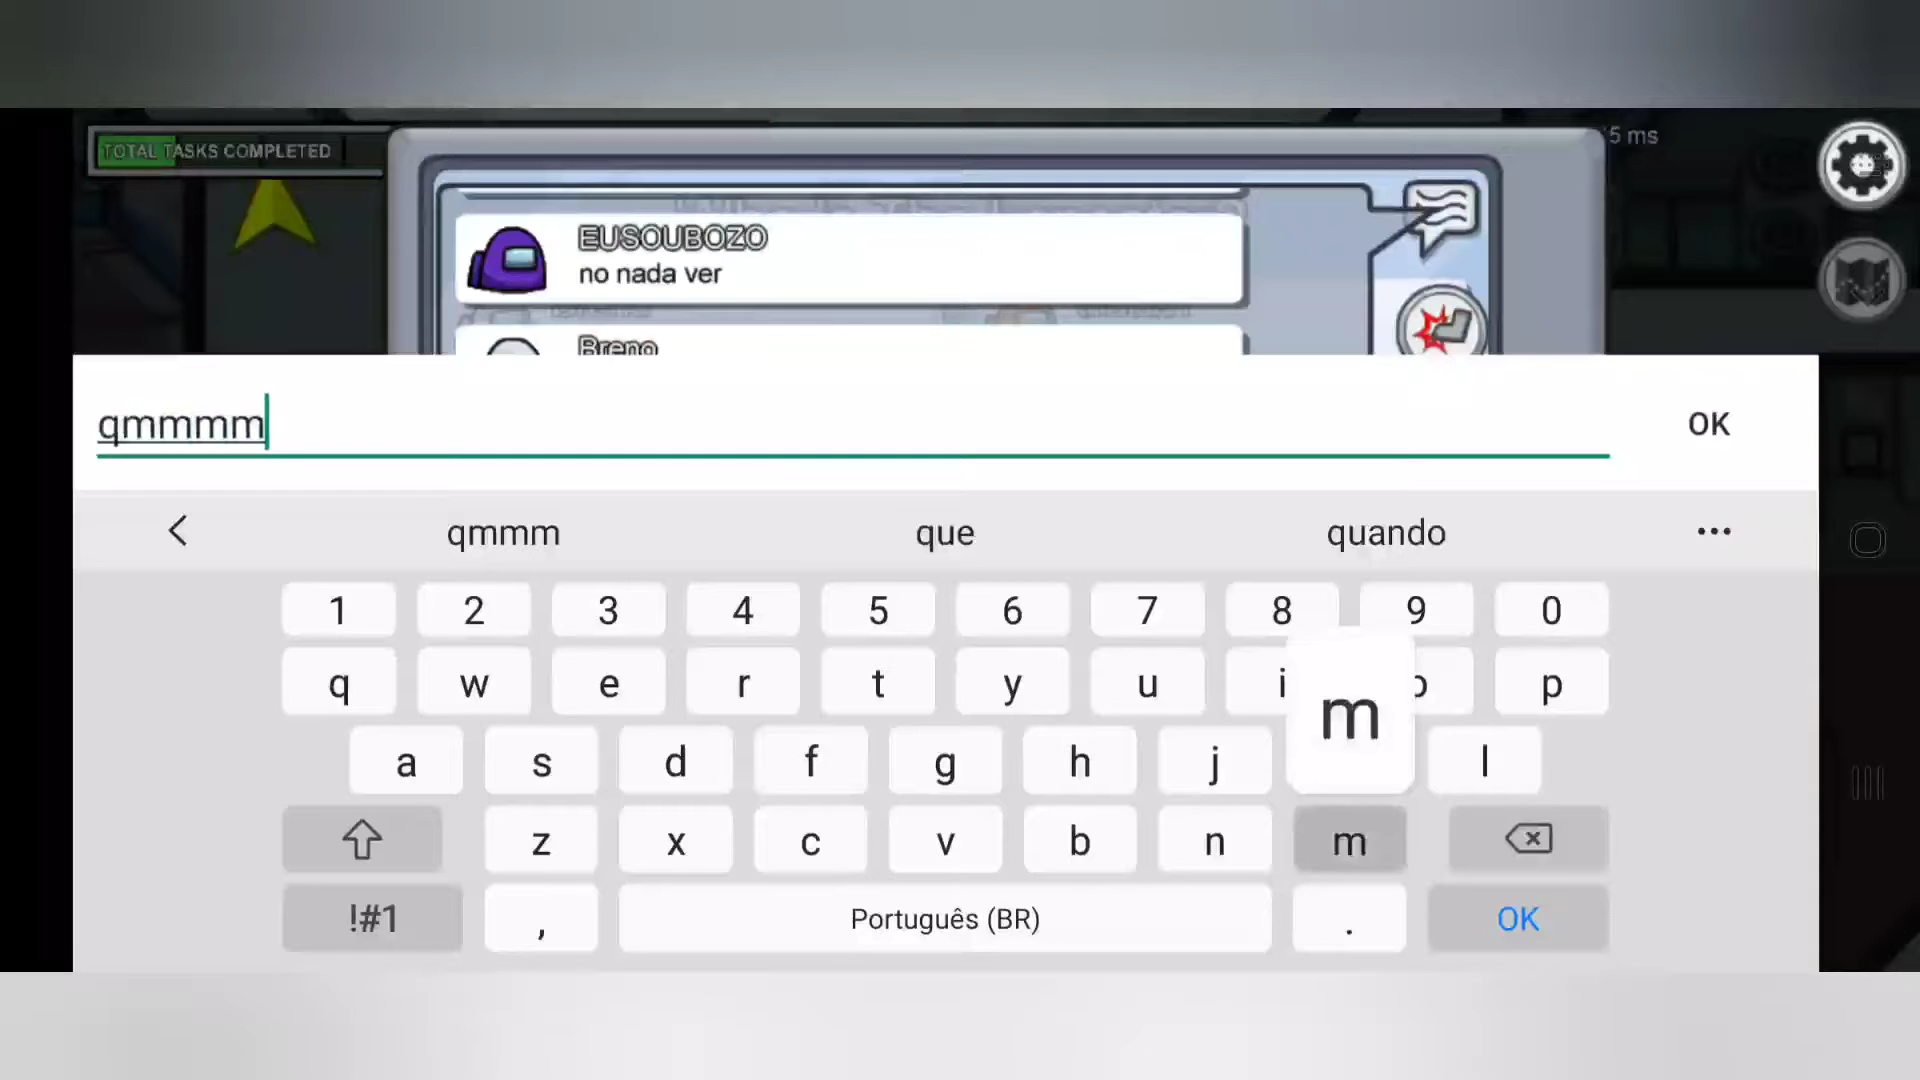 TOTAL TASKS COMPLETED
5 ms
EUSOUBOZO
no nada ver
Breno
qmmmm
OK
qmmm que quando
1 2 3 4 5 6 7 8 9 0
q w e r t y u i p
m
a s d f g h j l
z x c v b n m
!#1 , Português (BR) . OK